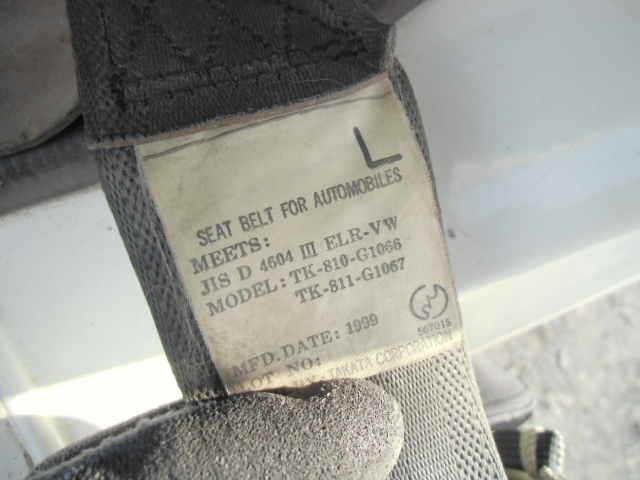 L
SEAT BELT FOR AUTOMOBILES
MEETS:
JIS D 4604 III ELR-VW
MODEL: TK-810-G1066
TK-811-G1067
557015
MFD. DATE: 1999
LOT NO:
TAKATA CORPORATION